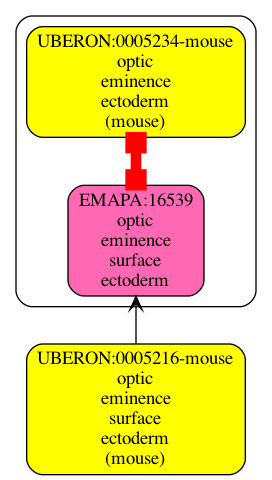 UBERON:0005234-mouse
optic
eminence
ectoderm
(mouse)
EMAPA:16539
optic
eminence
surface
ectoderm
UBERON:0005216-mouse
optic
eminence
surface
ectoderm
(mouse)